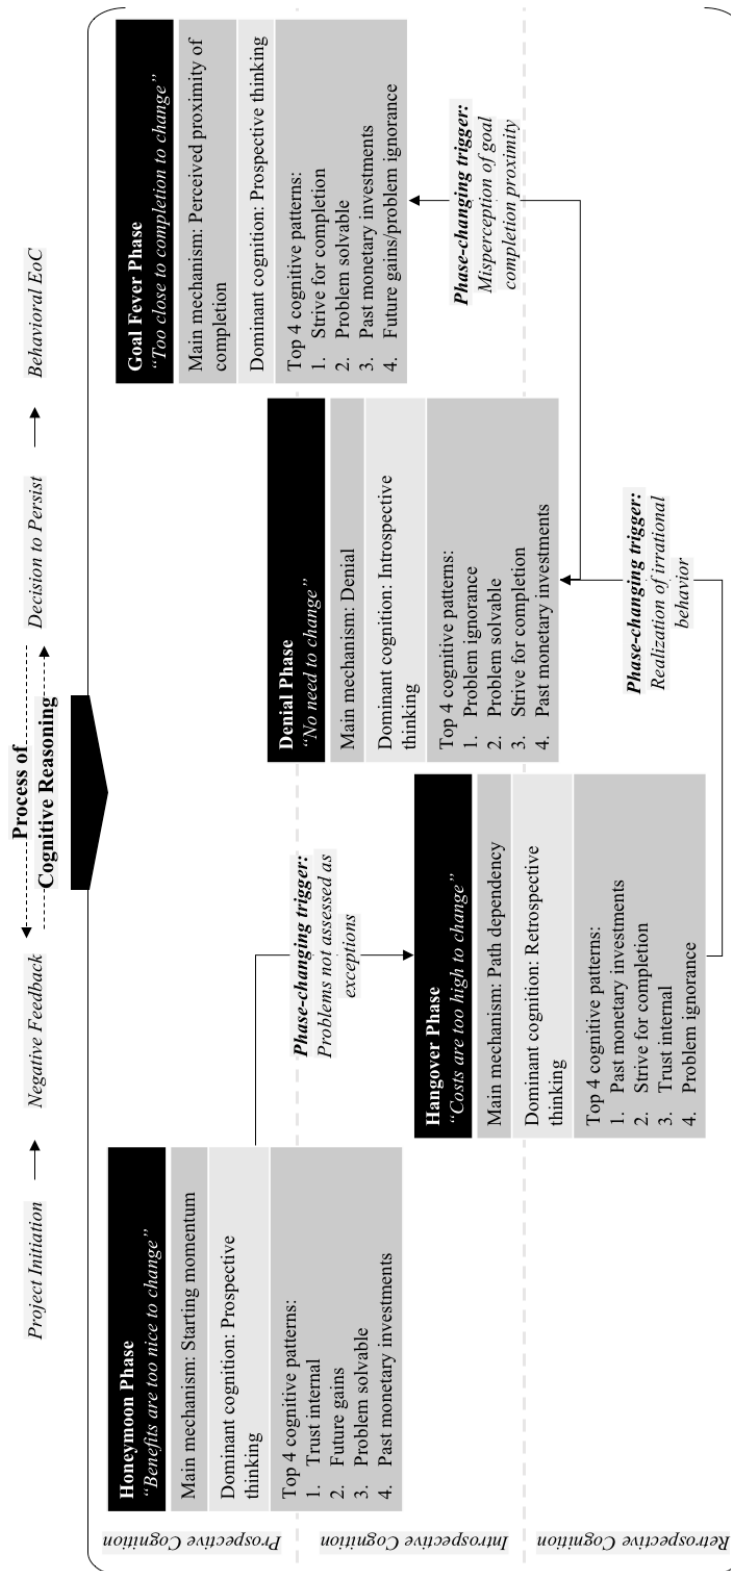 Project Initiation
Negative Feedback
Process of
Cognitive Reasoning
Decision to Persist
Behavioral EoC
Prospective Cognition
Introspective Cognition
Retrospective Cognition
Honeymoon Phase
“Benefits are too nice to change”
Main mechanism: Starting momentum
Dominant cognition: Prospective
thinking
Top 4 cognitive patterns:
1. Trust internal
2. Future gains
3. Problem solvable
4. Past monetary investments
Phase-changing trigger:
Problems not assessed as
exceptions
Hangover Phase
“Costs are too high to change”
Main mechanism: Path dependency
Dominant cognition: Retrospective
thinking
Top 4 cognitive patterns:
1. Past monetary investments
2. Strive for completion
3. Trust internal
4. Problem ignorance
Phase-changing trigger:
Realization of irrational
behavior
Denial Phase
“No need to change”
Main mechanism: Denial
Dominant cognition: Introspective
thinking
Top 4 cognitive patterns:
1. Problem ignorance
2. Problem solvable
3. Strive for completion
4. Past monetary investments
Phase-changing trigger:
Misperception of goal
completion proximity
Goal Fever Phase
“Too close to completion to change”
Main mechanism: Perceived proximity of
completion
Dominant cognition: Prospective thinking
Top 4 cognitive patterns:
1. Strive for completion
2. Problem solvable
3. Past monetary investments
4. Future gains/problem ignorance